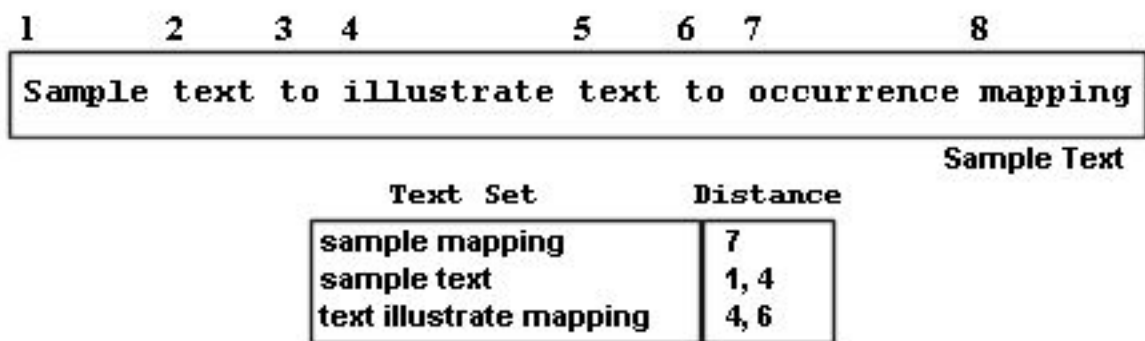 1 2 3 4 5 6 7 8
Sample text to illustrate text to occurrence mapping
Sample Text
Text Set Distance
sample mapping 7
sample text 1, 4
text illustrate mapping 4, 6